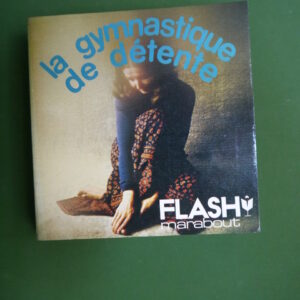 la gymnastique
de détente
FLASH
marabout